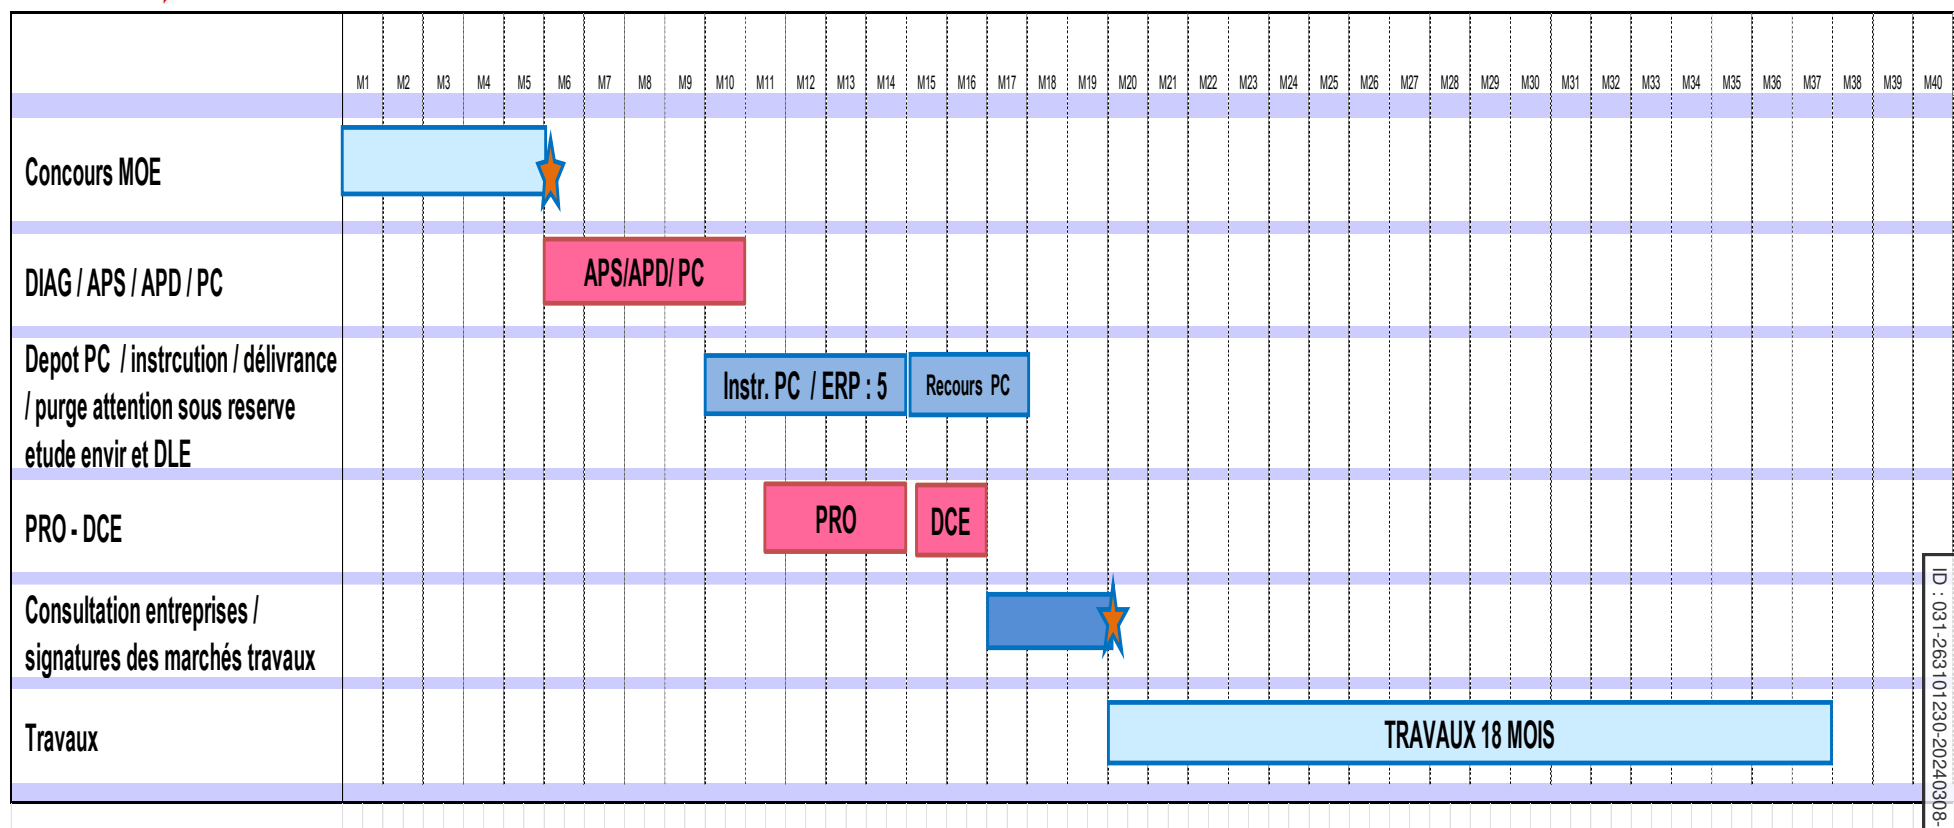 M1 M2 M3 M4 M5 M6 M7 M8 M9 M10 M11 M12 M13 M14 M15 M16 M17 M18 M19 M20 M21 M22 M23 M24 M25 M26 M27 M28 M29 M30 M31 M32 M33 M34 M35 M36 M37 M38 M39 M40
Concours MOE
DIAG / APS / APD / PC
APS/APD/ PC
Depot PC / instrcution / délivrance
/ purge attention sous reserve
etude envir et DLE
Instr. PC / ERP : 5
Recours PC
PRO - DCE
PRO
DCE
Consultation entreprises /
signatures des marchés travaux
Travaux
TRAVAUX 18 MOIS
ID : 031-263101230-20240308-